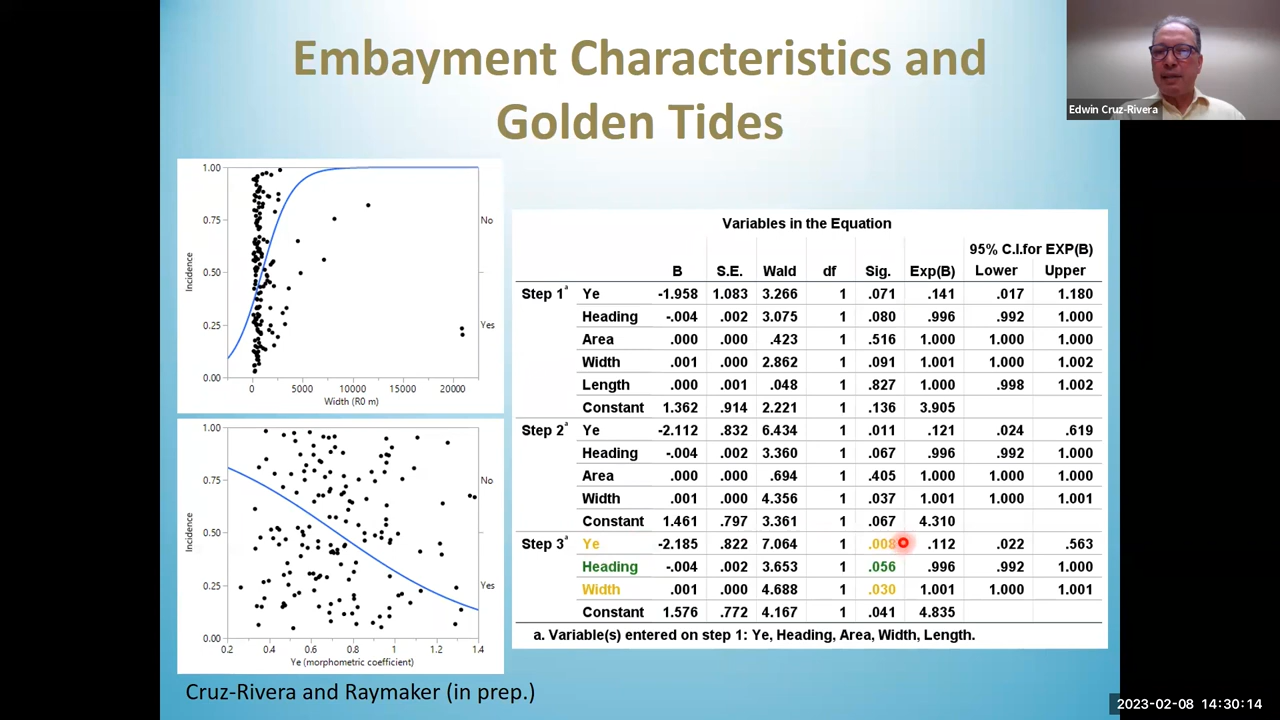 Embayment Characteristics and
Golden Tides
Edwin Cruz-Rivera
1.00
0.75
0.50
0.25
0.00
Incidence
No
Yes
0 5000 10000 15000 20000
Width (R0 m)
1.00
0.75
0.50
0.25
0.00
Incidence
No
Yes
0.2 0.4 0.6 0.8 1 1.2 1.4
Ye (morphometric coefficient)
Variables in the Equation
95% C.I.for EXP(B)
B S.E. Wald df Sig. Exp(B) Lower Upper
Step 1a Ye -1.958 1.083 3.266 1 .071 .141 .017 1.180
Heading -.004 .002 3.075 1 .080 .996 .992 1.000
Area .000 .000 .423 1 .516 1.000 1.000 1.000
Width .001 .000 2.862 1 .091 1.001 1.000 1.002
Length .000 .001 .048 1 .827 1.000 .998 1.002
Constant 1.362 .914 2.221 1 .136 3.905
Step 2a Ye -2.112 .832 6.434 1 .011 .121 .024 .619
Heading -.004 .002 3.360 1 .067 .996 .992 1.000
Area .000 .000 .694 1 .405 1.000 1.000 1.000
Width .001 .000 4.356 1 .037 1.001 1.000 1.001
Constant 1.461 .797 3.361 1 .067 4.310
Step 3a Ye -2.185 .822 7.064 1 .008 .112 .022 .563
Heading -.004 .002 3.653 1 .056 .996 .992 1.000
Width .001 .000 4.688 1 .030 1.001 1.000 1.001
Constant 1.576 .772 4.167 1 .041 4.835
a. Variable(s) entered on step 1: Ye, Heading, Area, Width, Length.
Cruz-Rivera and Raymaker (in prep.)
2023-02-08 14:30:14